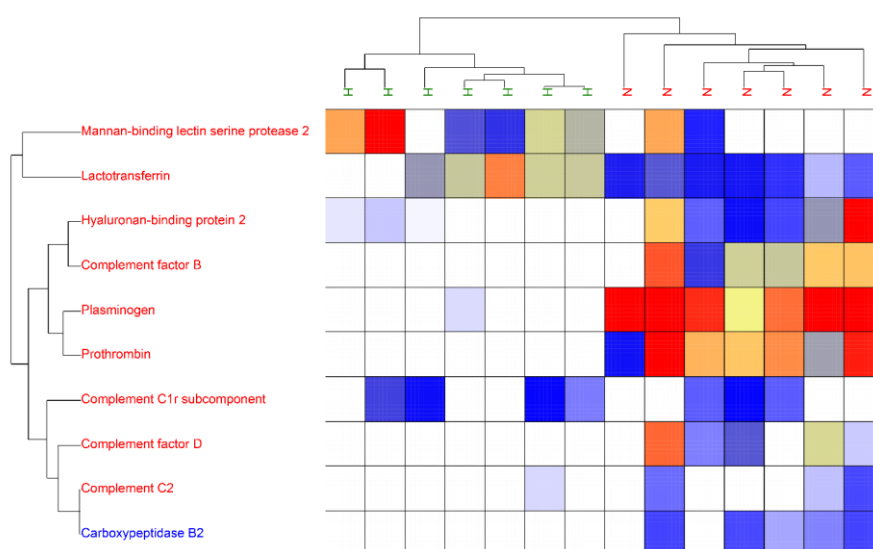 H H H H H H H N N N N N N N
Mannan-binding lectin serine protease 2
Lactotransferrin
Hyaluronan-binding protein 2
Complement factor B
Plasminogen
Prothrombin
Complement C1r subcomponent
Complement factor D
Complement C2
Carboxypeptidase B2